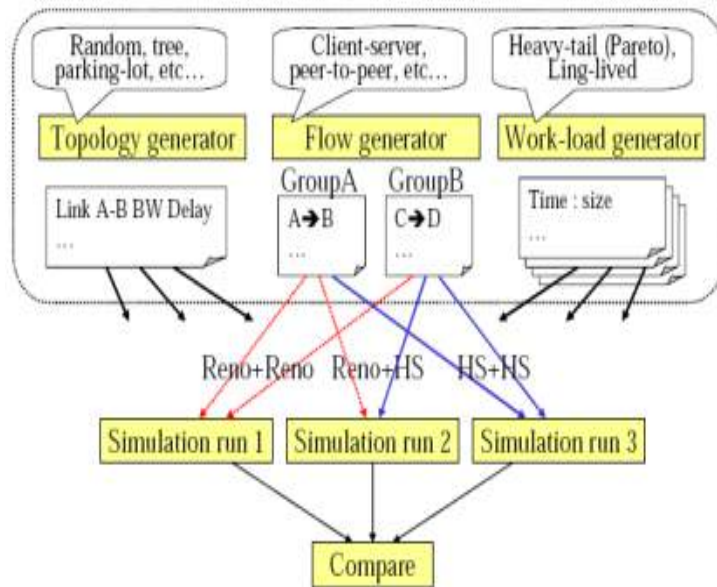 Random, tree,
parking-lot, etc…
Client-server,
peer-to-peer, etc…
Heavy-tail (Pareto),
Ling-lived
Topology generator
Flow generator
Work-load generator
GroupA
GroupB
Link A-B BW Delay
…
A➔B
…
C➔D
…
Time : size
…
Reno+Reno
Reno+HS
HS+HS
Simulation run 1
Simulation run 2
Simulation run 3
Compare